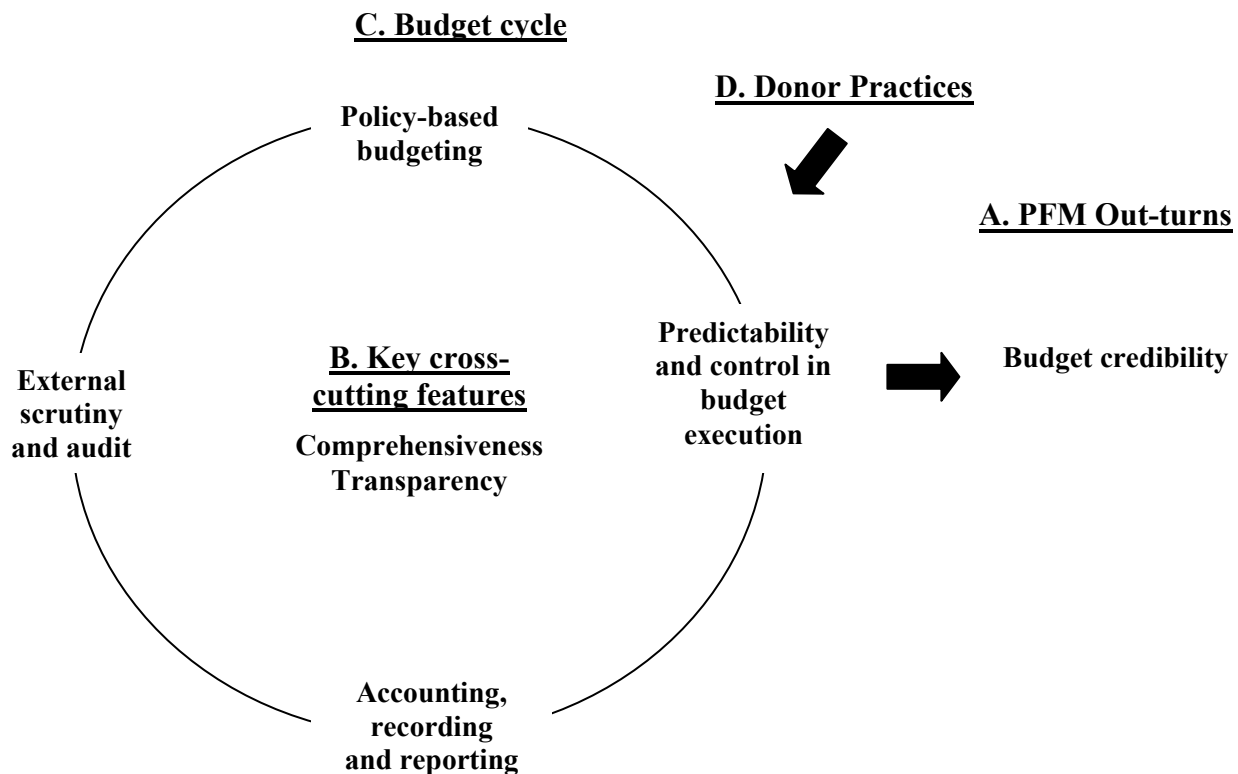 C. Budget cycle
D. Donor Practices
Policy-based
budgeting
A. PFM Out-turns
Predictability
and control in
budget
execution
Budget credibility
B. Key cross-
cutting features
Comprehensiveness
Transparency
External
scrutiny
and audit
Accounting,
recording
and reporting